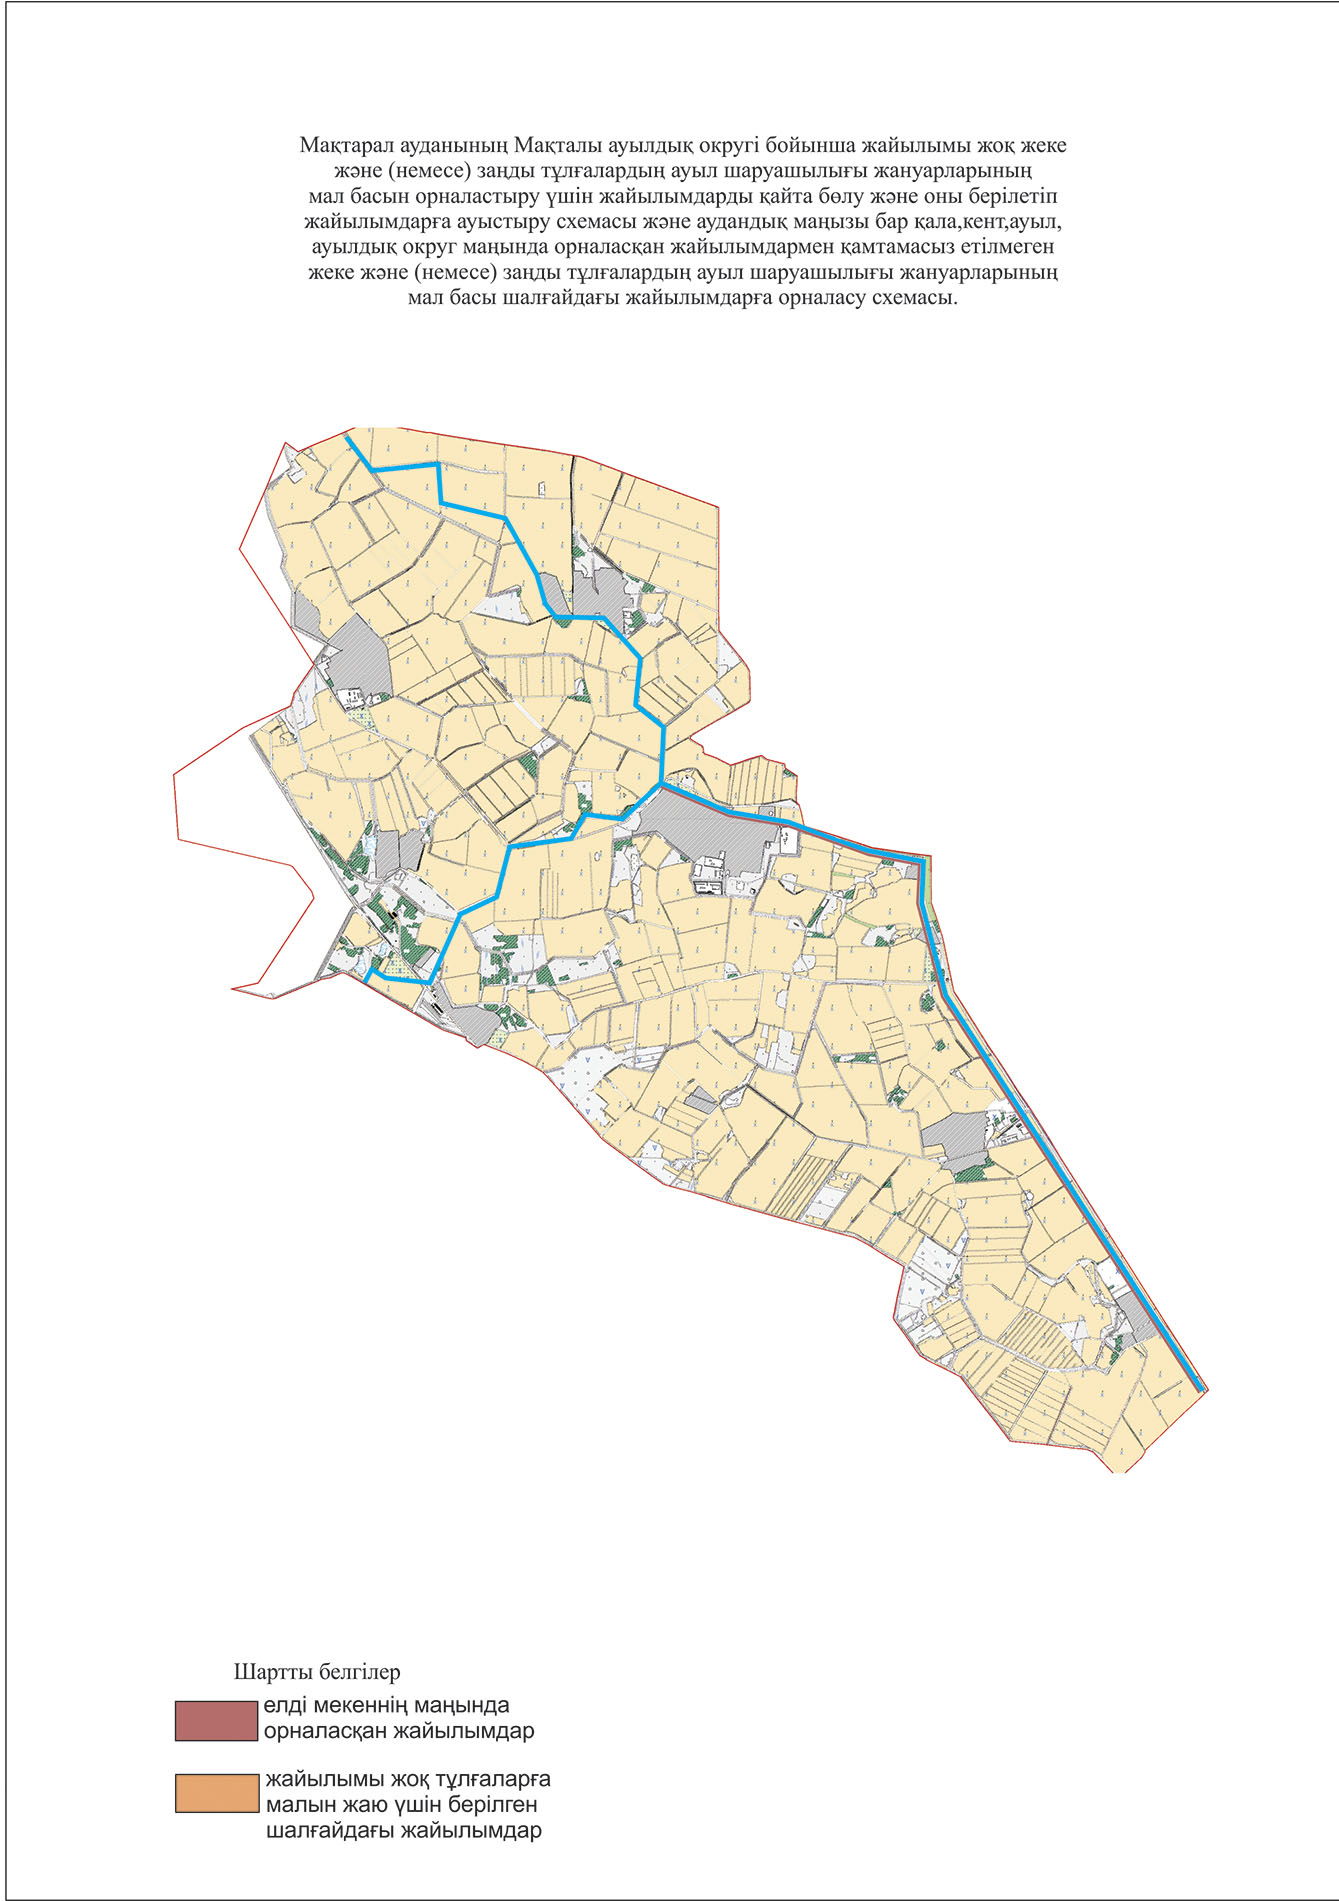 Мақтарал ауданының Мақталы ауылдық округі бойынша жайылымы жоқ жеке
және (немесе) заңды тұлғалардың ауыл шаруашылығы жануарларының
мал басын орналастыру үшін жайылымдарды қайта бөлу және оны берілетіп
жайылымдарға ауыстыру схемасы және аудандық маңызы бар қала,кент,ауыл,
ауылдық округ маңында орналасқан жайылымдармен қамтамасыз етілмеген
жеке және (немесе) заңды тұлғалардың ауыл шаруашылығы жануарларының
мал басы шалғайдағы жайылымдарға орналасу схемасы.
Шартты белгілер
елді мекеннің маңында
орналасқан жайылымдар
жайылымы жоқ тұлғаларға
малын жаю үшін берілген
шалғайдағы жайылымдар